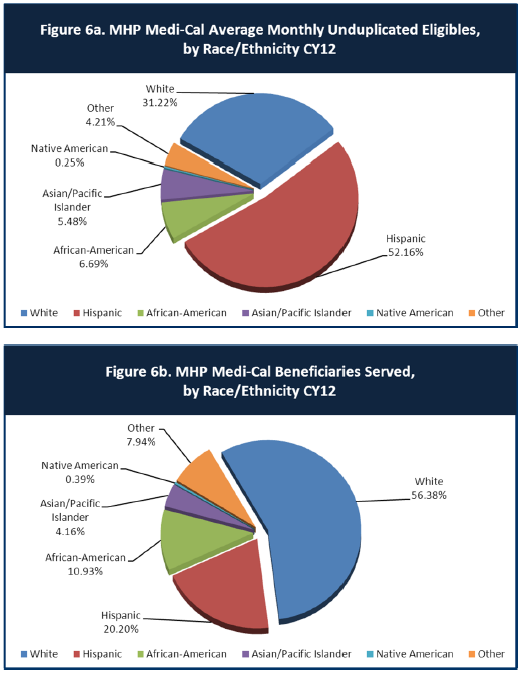 Figure 6a. MHP Medi-Cal Average Monthly Unduplicated Eligibles,
by Race/Ethnicity CY12
White
31.22%
Other
4.21%
Native American
0.25%
Asian/Pacific
Islander
5.48%
African-American
6.69%
Hispanic
52.16%
White Hispanic African-American Asian/Pacific Islander Native American Other
Figure 6b. MHP Medi-Cal Beneficiaries Served,
by Race/Ethnicity CY12
Other
7.94%
Native American
0.39%
Asian/Pacific
Islander
4.16%
African-American
10.93%
Hispanic
20.20%
White
56.38%
White Hispanic African-American Asian/Pacific Islander Native American Other